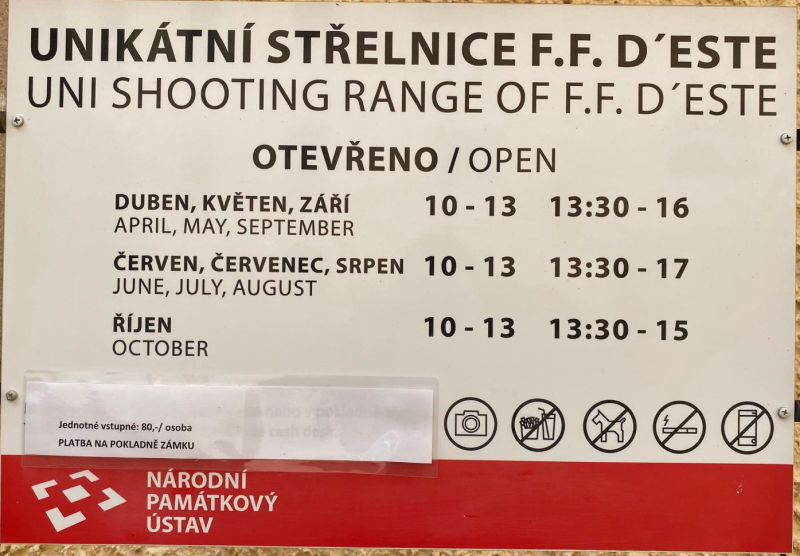 UNIKÁTNÍ STŘELNICE F.F. D´ESTE
UNI SHOOTING RANGE OF F.F. D´ESTE
OTEVŘENO / OPEN
DUBEN, KVĚTEN, ZÁŘÍ 10 - 13 13:30 - 16
APRIL, MAY, SEPTEMBER
ČERVEN, ČERVENEC, SRPEN 10 - 13 13:30 - 17
JUNE, JULY, AUGUST
ŘÍJEN 10 - 13 13:30 - 15
OCTOBER
Jednotné vstupné: 80,-/ osoba
PLATBA NA POKLADNĚ ZÁMKU
NÁRODNÍ
PAMÁTKOVÝ
ÚSTAV